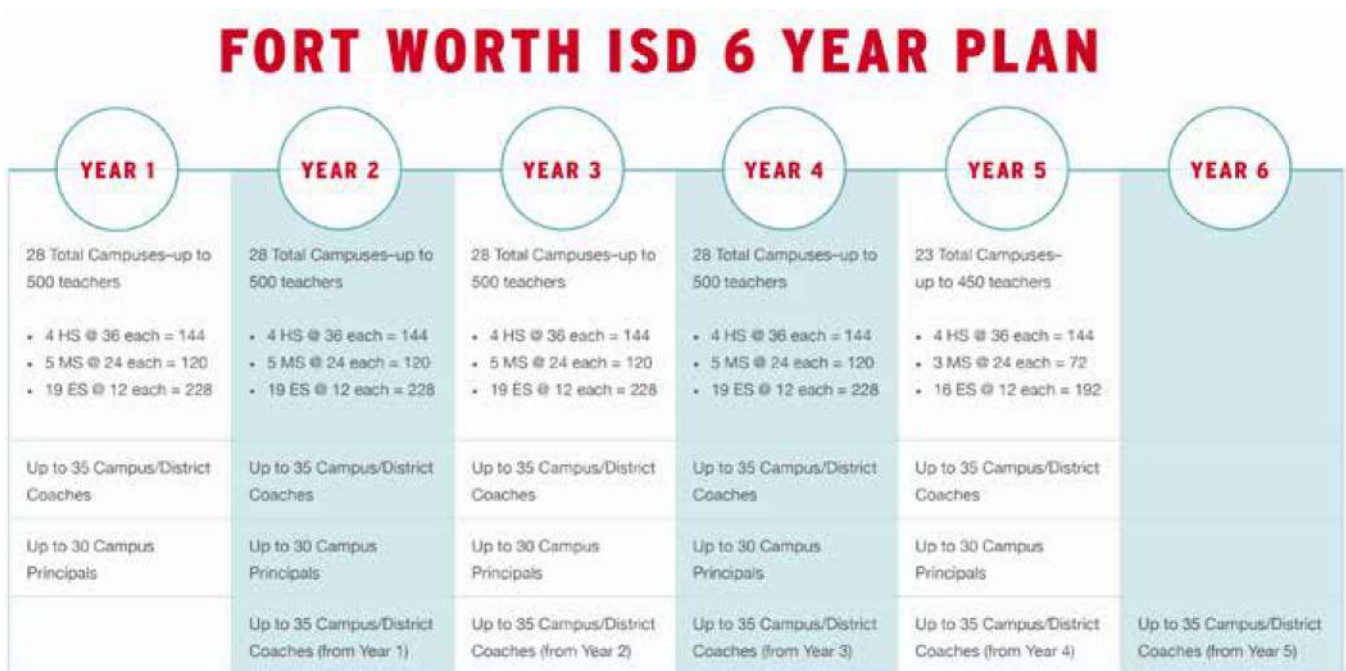 FORT WORTH ISD 6 YEAR PLAN
YEAR 1
YEAR 2
YEAR 3
YEAR 4
YEAR 5
YEAR 6
28 Total Campuses–up to
500 teachers
• 4 HS @ 36 each = 144
• 5 MS @ 24 each = 120
• 19 ES @ 12 each = 228
28 Total Campuses–up to
500 teachers
• 4 HS @ 36 each = 144
• 5 MS @ 24 each = 120
• 19 ES @ 12 each = 228
28 Total Campuses–up to
500 teachers
• 4 HS @ 36 each = 144
• 5 MS @ 24 each = 120
• 19 ES @ 12 each = 228
28 Total Campuses–up to
500 teachers
• 4 HS @ 36 each = 144
• 5 MS @ 24 each = 120
• 19 ES @ 12 each = 228
23 Total Campuses–
up to 450 teachers
• 4 HS @ 36 each = 144
• 3 MS @ 24 each = 72
• 16 ES @ 12 each = 192
Up to 35 Campus/District
Coaches
Up to 35 Campus/District
Coaches
Up to 35 Campus/District
Coaches
Up to 35 Campus/District
Coaches
Up to 35 Campus/District
Coaches
Up to 30 Campus
Principals
Up to 30 Campus
Principals
Up to 30 Campus
Principals
Up to 30 Campus
Principals
Up to 30 Campus
Principals
Up to 35 Campus/District
Coaches (from Year 1)
Up to 35 Campus/District
Coaches (from Year 2)
Up to 35 Campus/District
Coaches (from Year 3)
Up to 35 Campus/District
Coaches (from Year 4)
Up to 35 Campus/District
Coaches (from Year 5)